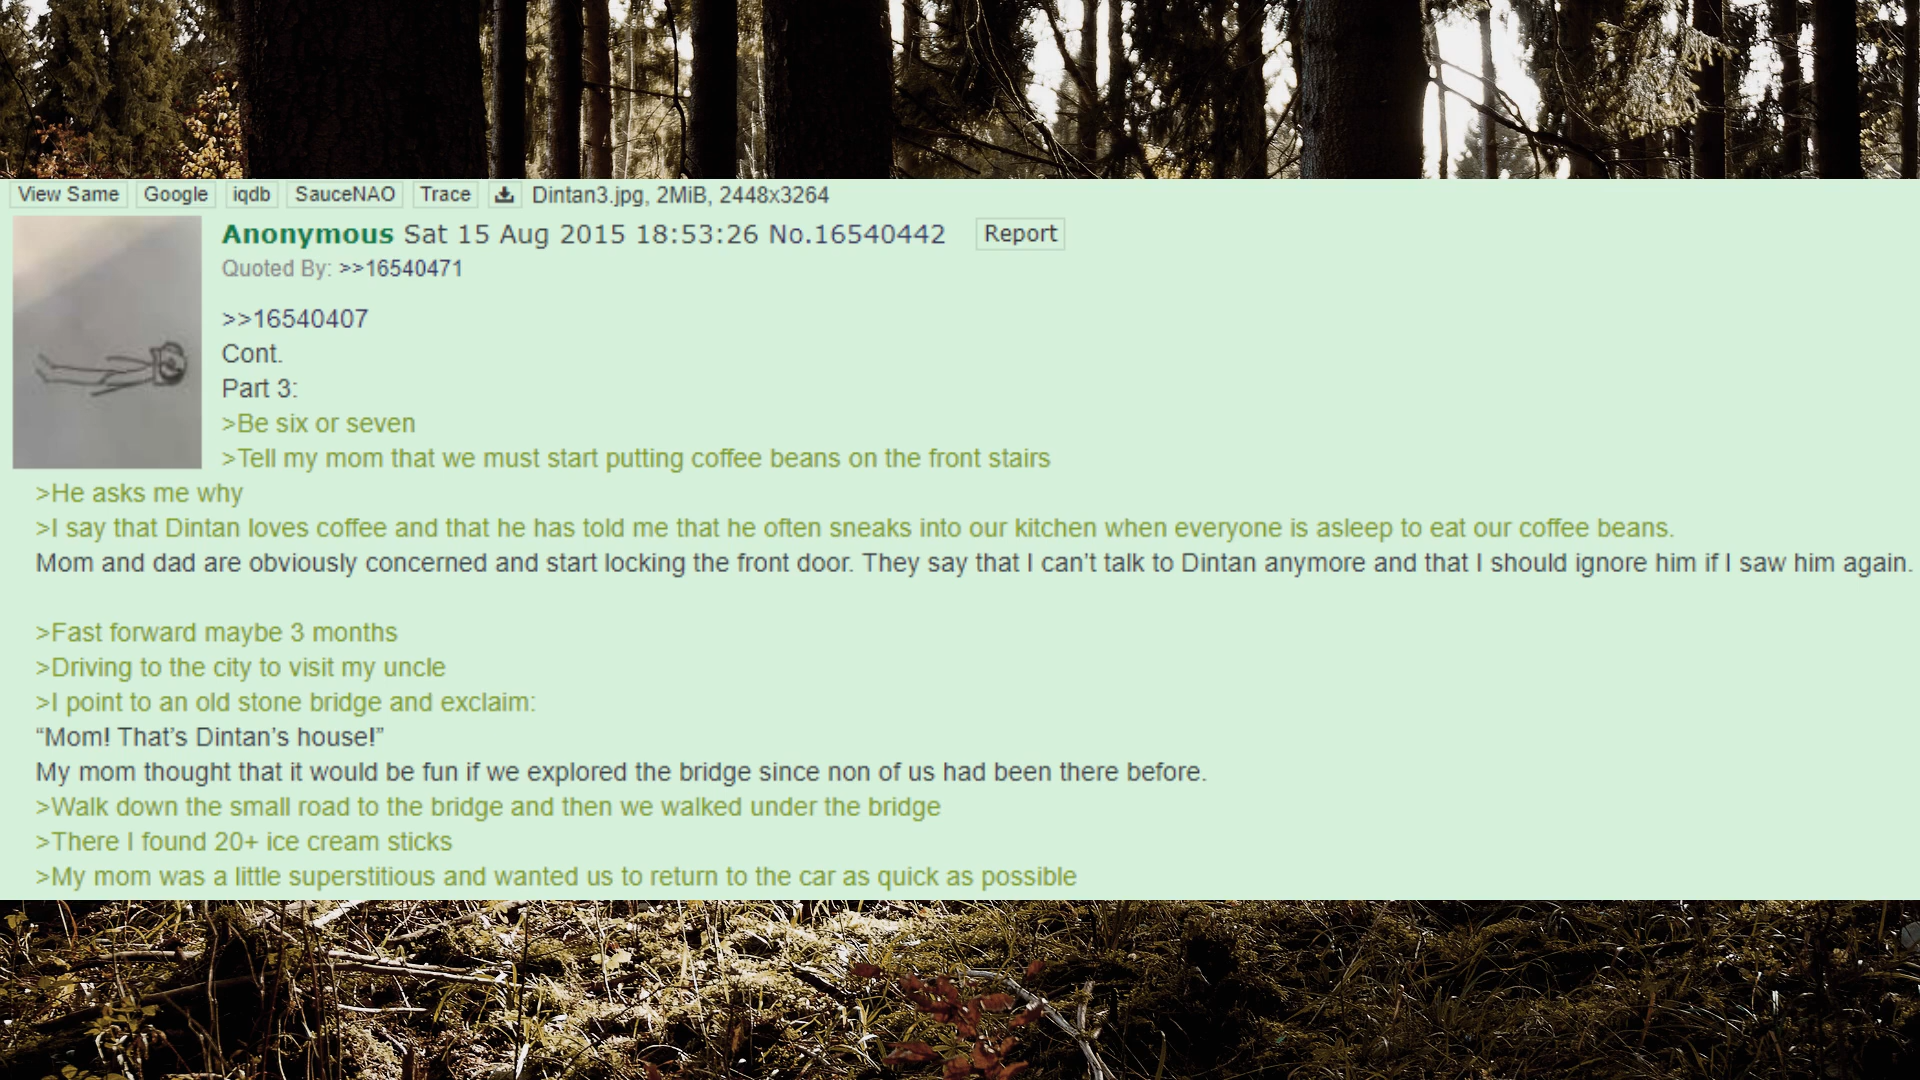 View Same Google iqdb SauceNAO Trace Dintan3.jpg, 2MiB, 2448x3264
Anonymous Sat 15 Aug 2015 18:53:26 No.16540442 Report
Quoted By: >>16540471
>>16540407
Cont.
Part 3:
>Be six or seven
>Tell my mom that we must start putting coffee beans on the front stairs
>He asks me why
>I say that Dintan loves coffee and that he has told me that he often sneaks into our kitchen when everyone is asleep to eat our coffee beans.
Mom and dad are obviously concerned and start locking the front door. They say that I can’t talk to Dintan anymore and that I should ignore him if I saw him again.
>Fast forward maybe 3 months
>Driving to the city to visit my uncle
>I point to an old stone bridge and exclaim:
“Mom! That’s Dintan’s house!”
My mom thought that it would be fun if we explored the bridge since non of us had been there before.
>Walk down the small road to the bridge and then we walked under the bridge
>There I found 20+ ice cream sticks
>My mom was a little superstitious and wanted us to return to the car as quick as possible